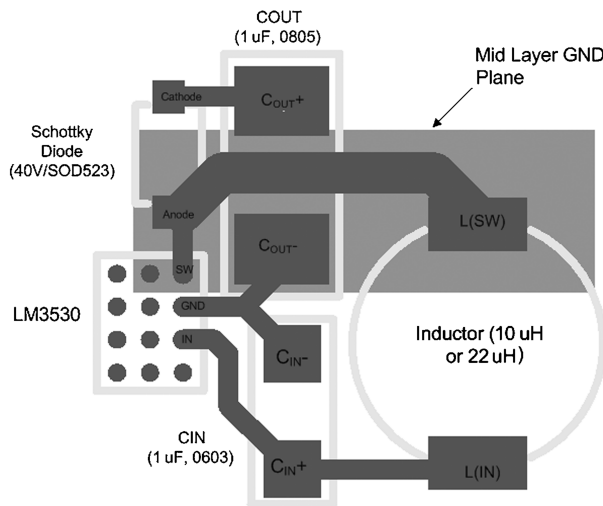 COUT
(1 uF, 0805)
Mid Layer GND
Plane
Cathode
COUT+
Schottky
Diode
(40V/SOD523)
Anode
L(SW)
COUT-
SW
LM3530
GND
IN
Inductor (10 uH
or 22 uH)
CIN-
CIN
(1 uF, 0603)
CIN+
L(IN)